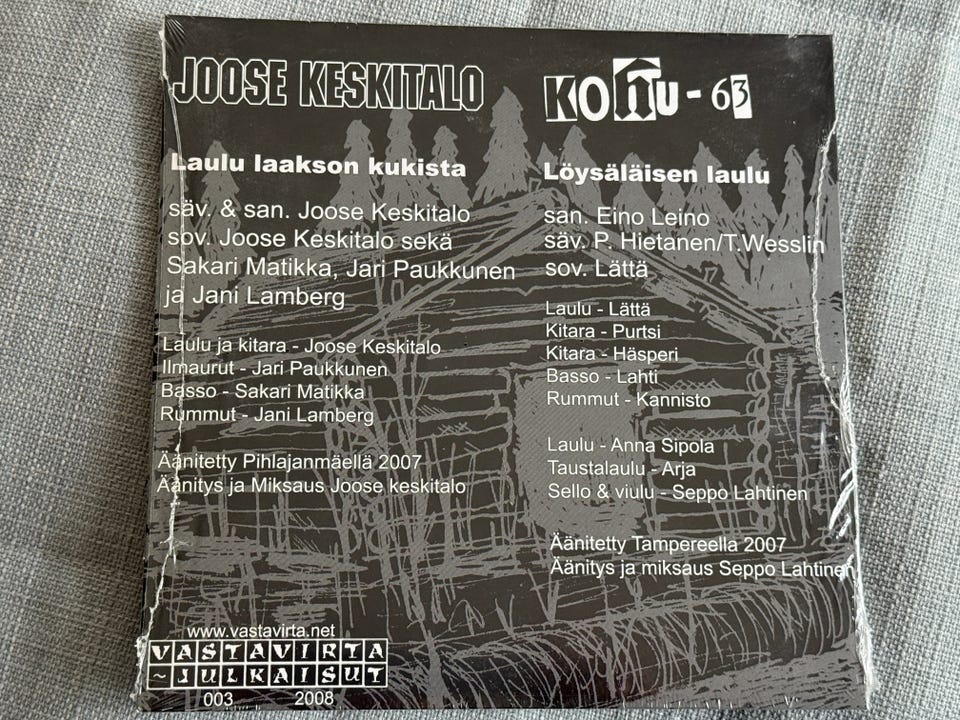 JOOSE KESKITALO
Laulu laakson kukista
säv. & san. Joose Keskitalo
sov. Joose Keskitalo sekä
Sakari Matikka, Jari Paukkunen
ja Jani Lamberg
Laulu ja kitara - Joose Keskitalo
Ilmaurut - Jari Paukkunen
Basso - Sakari Matikka
Rummut - Jani Lamberg
Äänitetty Pihlajanmäellä 2007
Äänitys ja Miksaus Joose keskitalo
KOHU-63
Löysäläisen laulu
san. Eino Leino
säv. P. Hietanen/T.Wesslin
sov. Lättä
Laulu - Lättä
Kitara - Purtsi
Kitara - Häsperi
Basso - Lahti
Rummut - Kannisto
Laulu - Anna Sipola
Taustalaulu - Arja
Sello & viulu - Seppo Lahtinen
Äänitetty Tampereella 2007
Äänitys ja miksaus Seppo Lahtinen
www.vastavirta.net
VASTAVIRTA
~JULKAISUT
003 2008